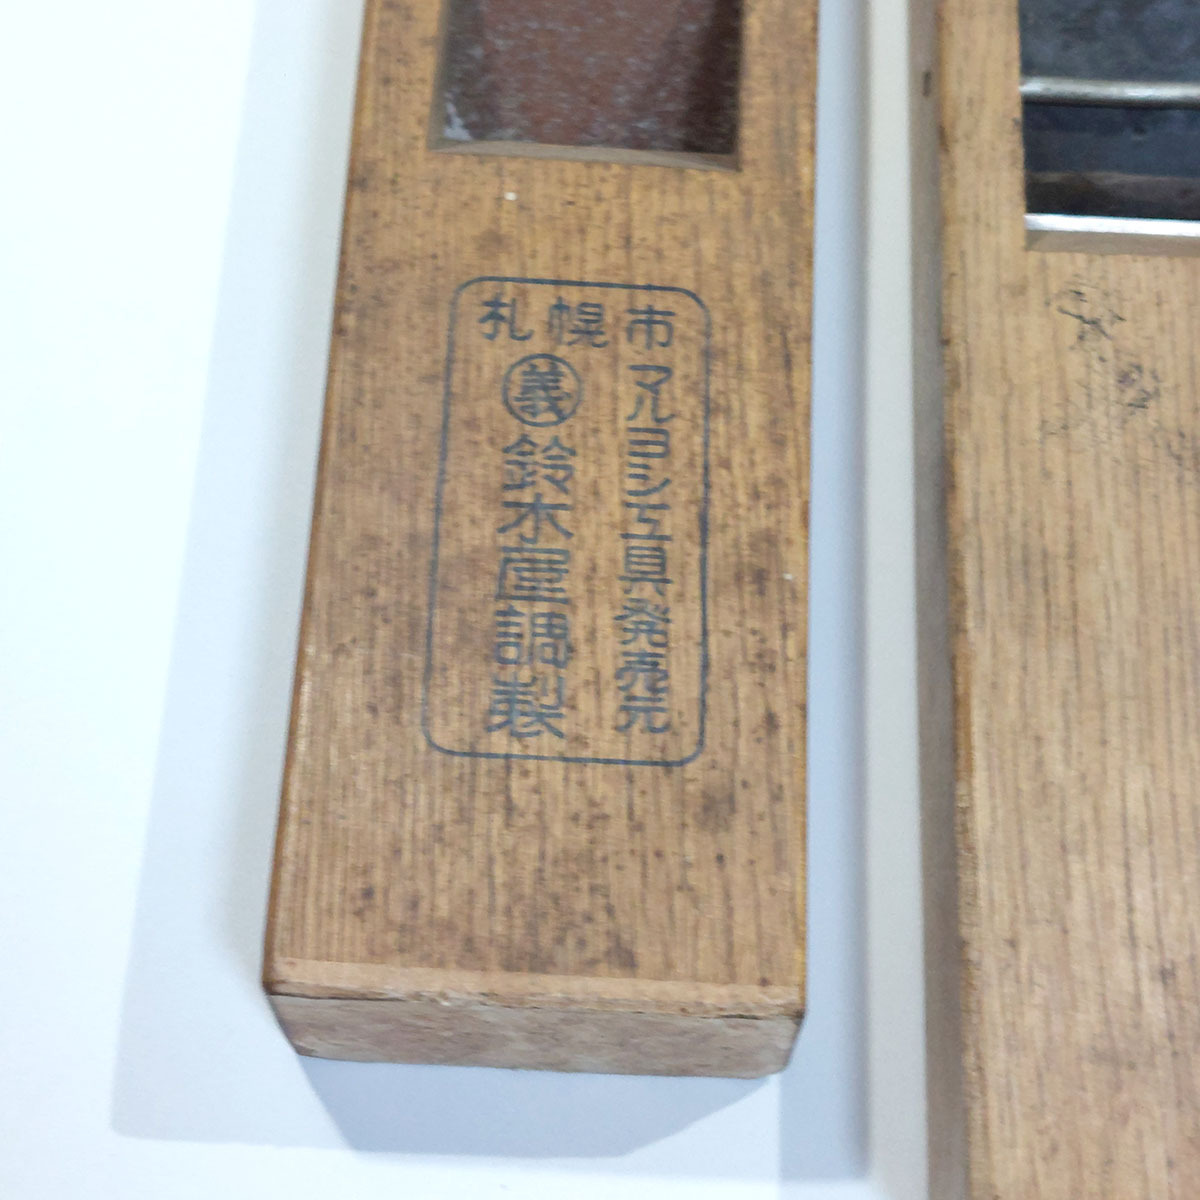 札幌市
マルヨシ工具発売元
義 鈴木屋調製